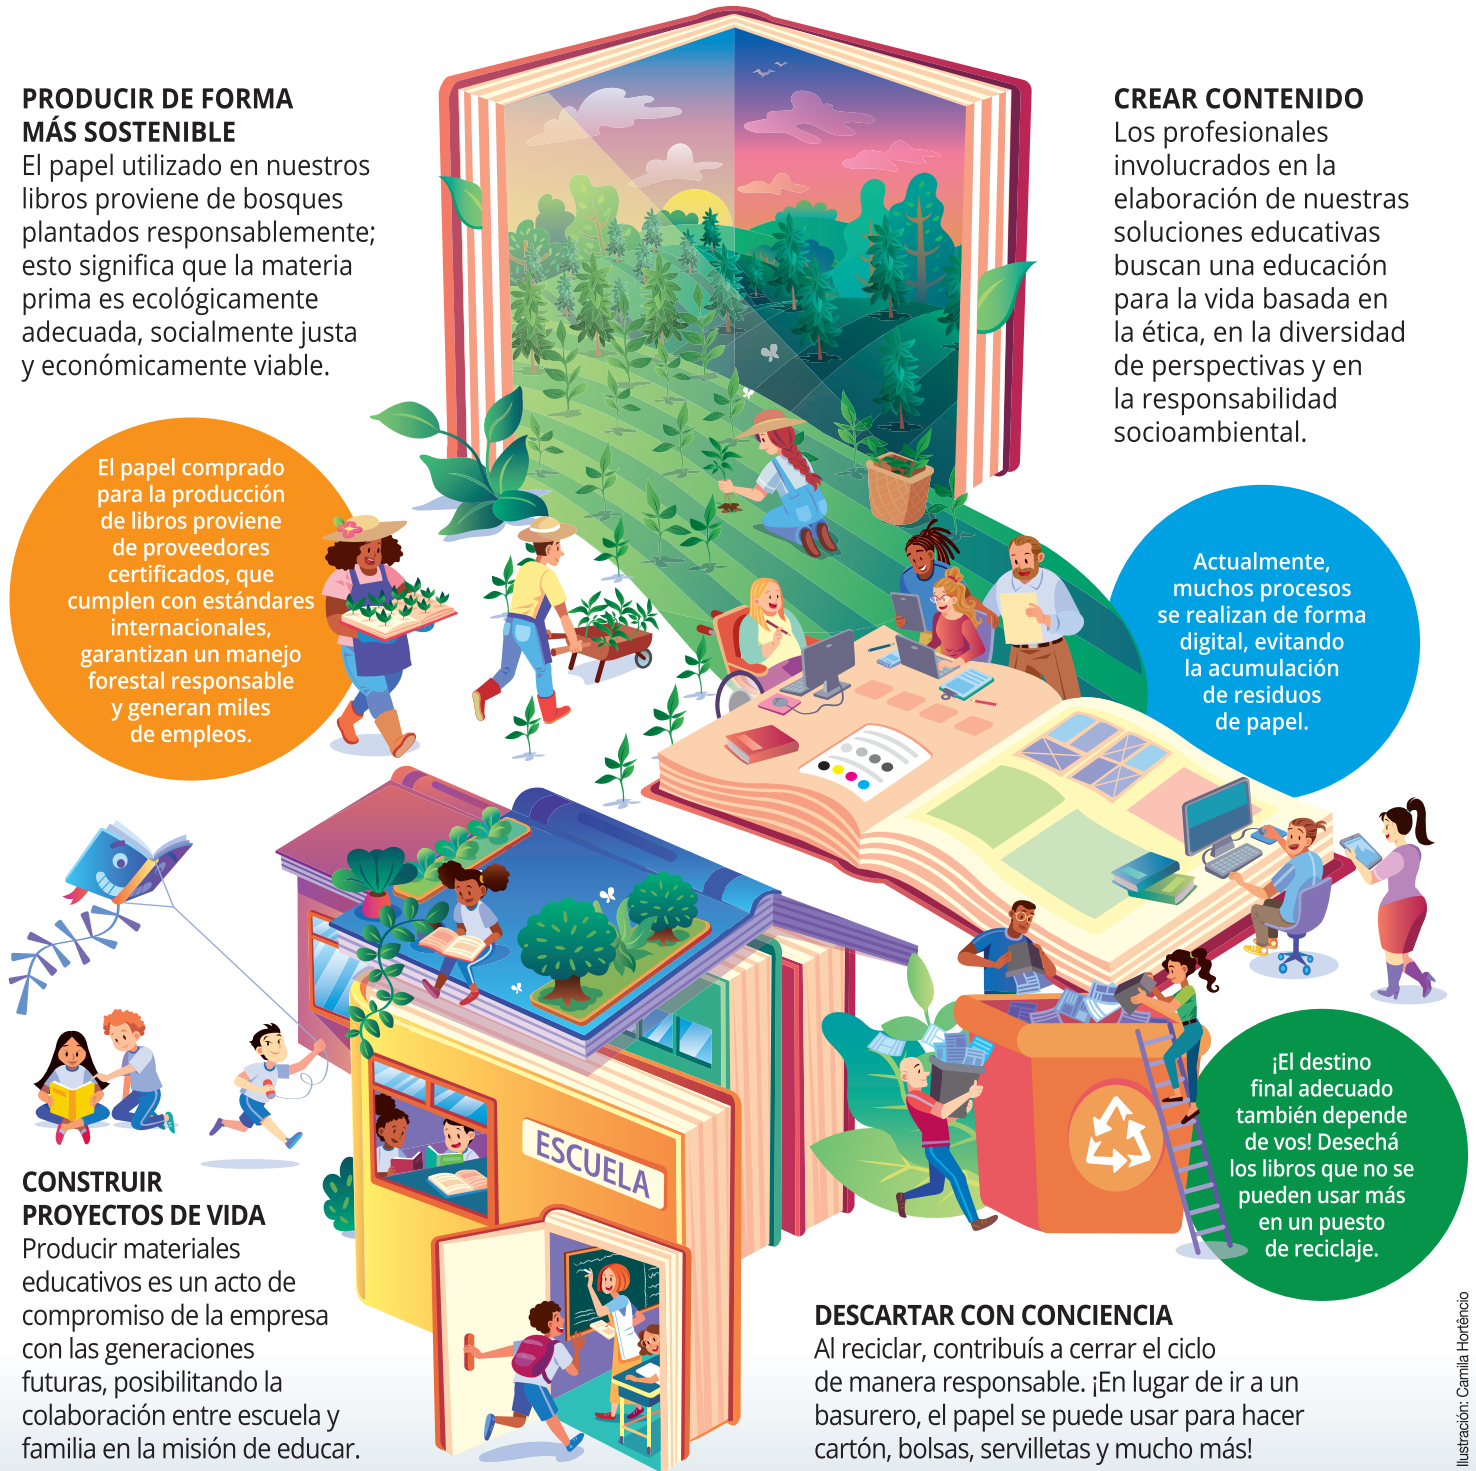 PRODUCIR DE FORMA
MÁS SOSTENIBLE
El papel utilizado en nuestros
libros proviene de bosques
plantados responsablemente;
esto significa que la materia
prima es ecológicamente
adecuada, socialmente justa
y económicamente viable.
El papel comprado
para la producción
de libros proviene
de proveedores
certificados, que
cumplen con estándares
internacionales,
garantizan un manejo
forestal responsable
y generan miles
de empleos.
CREAR CONTENIDO
Los profesionales
involucrados en la
elaboración de nuestras
soluciones educativas
buscan una educación
para la vida basada en
la ética, en la diversidad
de perspectivas y en
la responsabilidad
socioambiental.
Actualmente,
muchos procesos
se realizan de forma
digital, evitando
la acumulación
de residuos
de papel.
¡El destino
final adecuado
también depende
de vos! Desechá
los libros que no se
pueden usar más
en un puesto
de reciclaje.
ESCUELA
CONSTRUIR
PROYECTOS DE VIDA
Producir materiales
educativos es un acto de
compromiso de la empresa
con las generaciones
futuras, posibilitando la
colaboración entre escuela y
familia en la misión de educar.
DESCARTAR CON CONCIENCIA
Al reciclar, contribuís a cerrar el ciclo
de manera responsable. ¡En lugar de ir a un
basurero, el papel se puede usar para hacer
cartón, bolsas, servilletas y mucho más!
Ilustración: Camila Hortêncio